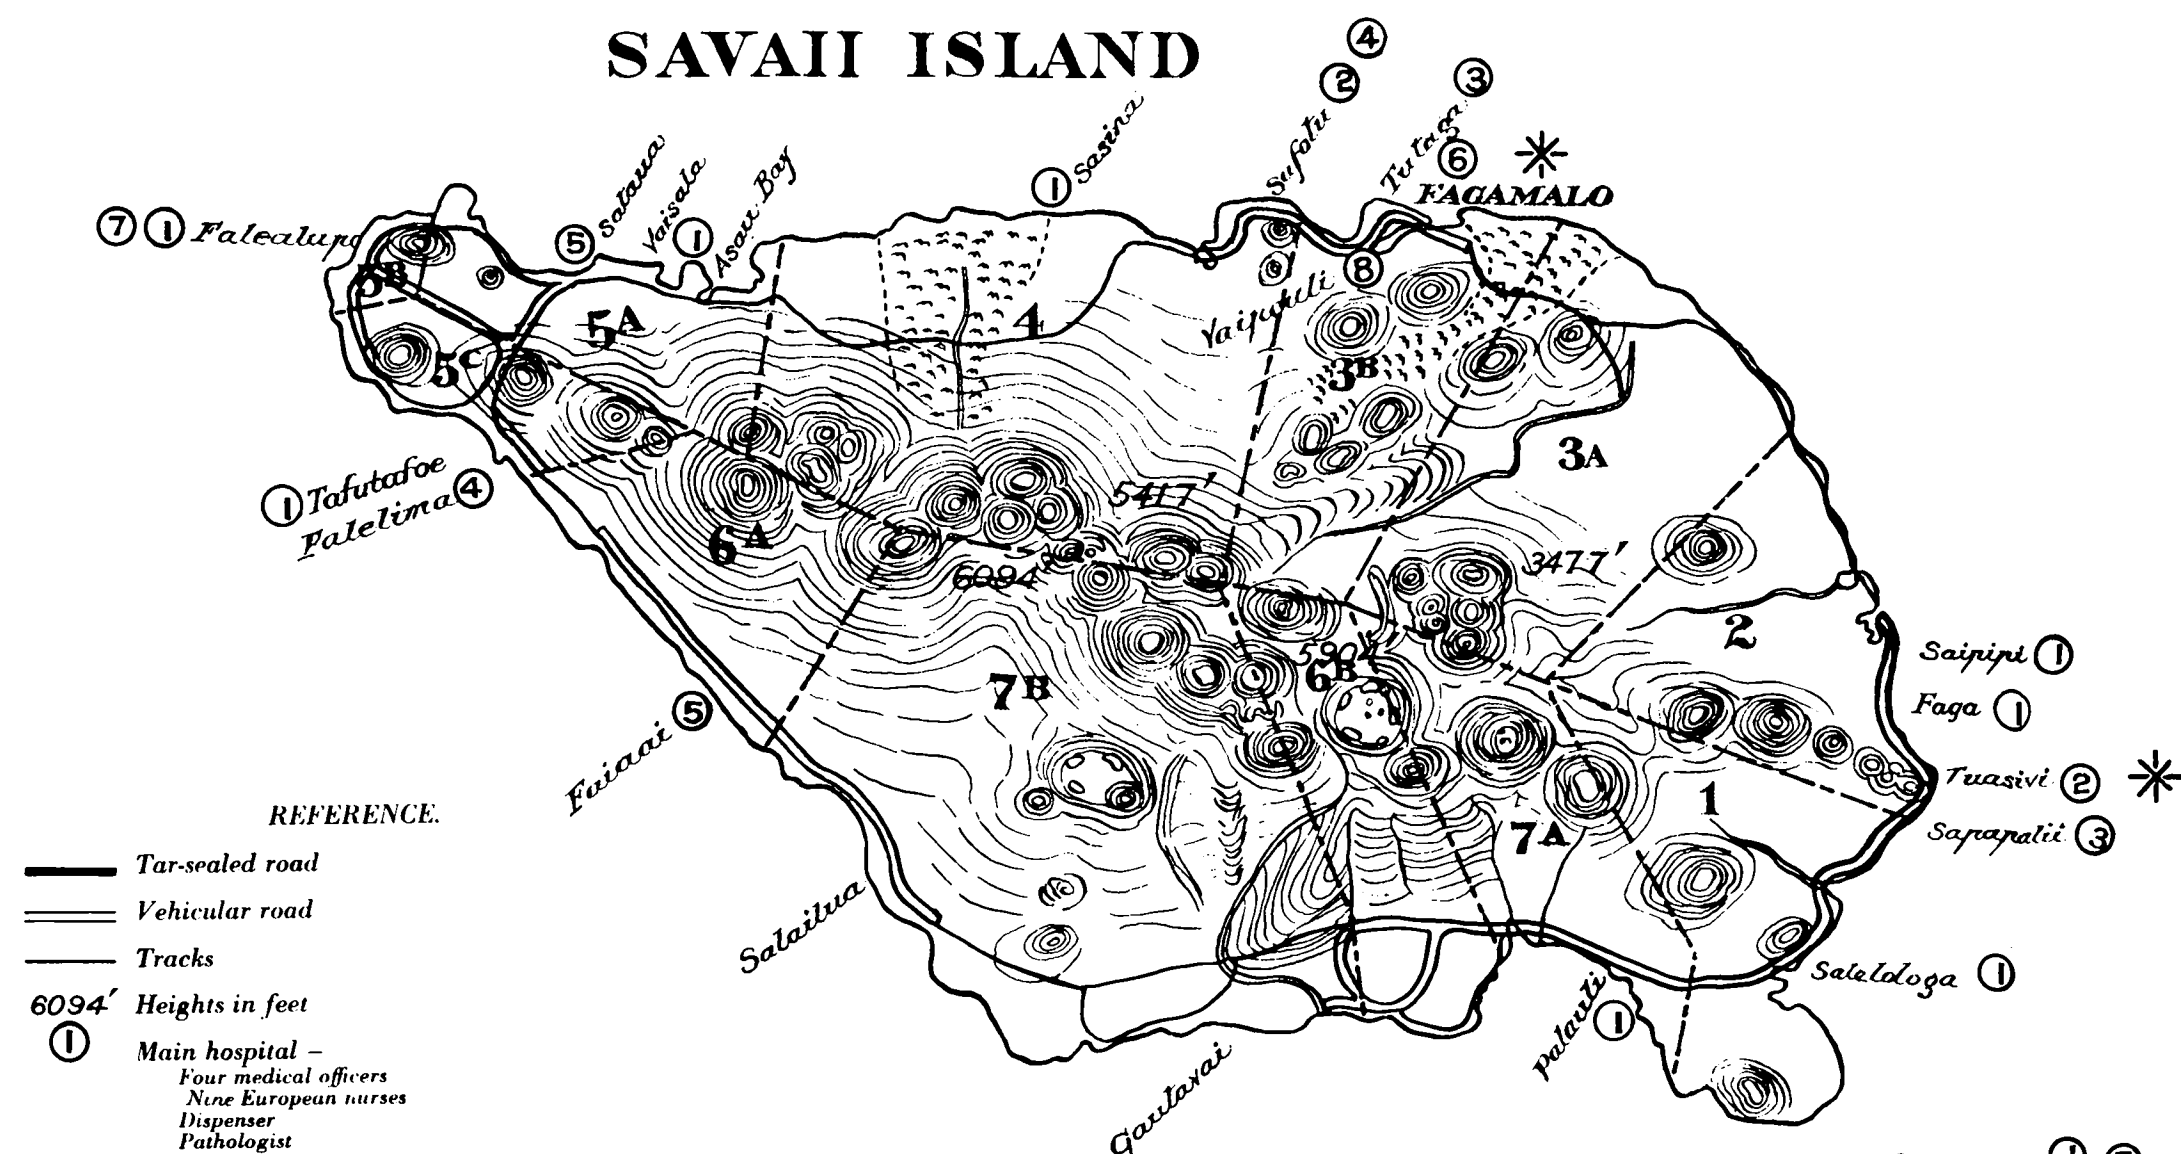 SAVAII ISLAND
④
②
③
Sataua
Vaisala
Asau Bay
① Sasina
Safotu
Tutaga
⑥
FAGAMALO
⑦ ① Falealupo
⑤
①
⑧
Vaipouli
5B
5A
4
5C
3B
3A
① Tafutafoe
Falelima ④
5417′
6A
6094′
3477′
2
5904′
6B
7B
Saipipi ①
Faga ①
Faiaai ⑤
Tuasivi ②
1
7A
Sapapalii ③
Salailua
Salelologa ①
Palauli
①
Gautavai
REFERENCE.
Tar-sealed road
Vehicular road
Tracks
6094′ Heights in feet
① Main hospital –
Four medical officers
Nine European nurses
Dispenser
Pathologist